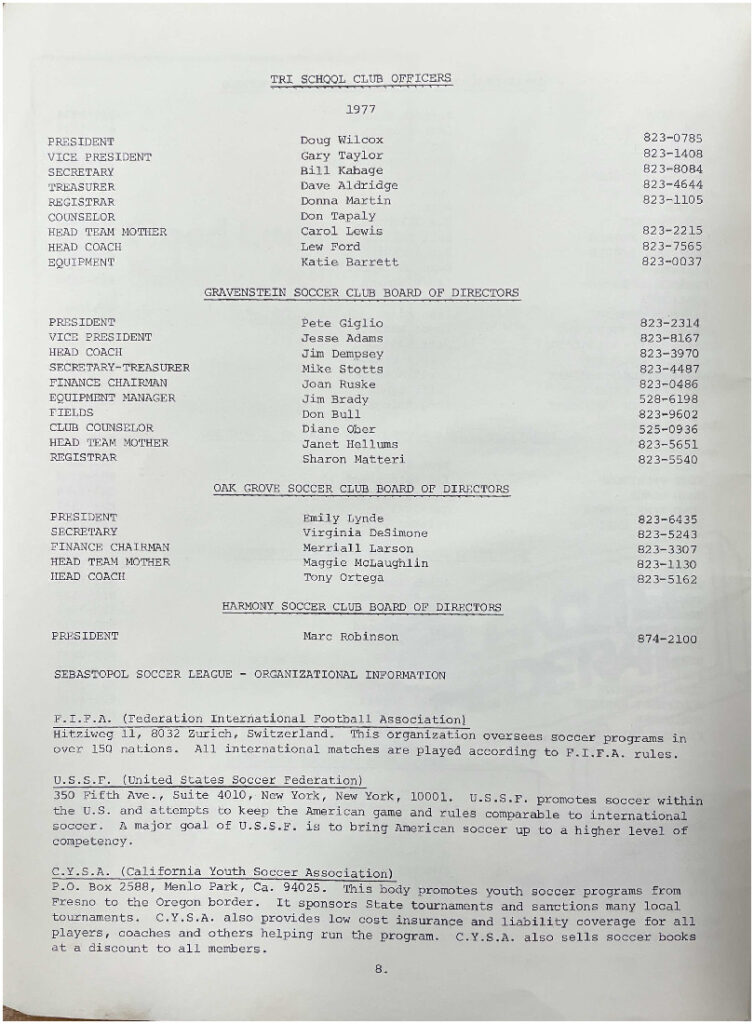 TRI SCHOOL CLUB OFFICERS
1977
PRESIDENT Doug Wilcox 823-0785
VICE PRESIDENT Gary Taylor 823-1408
SECRETARY Bill Kabage 823-8084
TREASURER Dave Aldridge 823-4644
REGISTRAR Donna Martin 823-1105
COUNSELOR Don Tapaly
HEAD TEAM MOTHER Carol Lewis 823-2215
HEAD COACH Lew Ford 823-7565
EQUIPMENT Katie Barrett 823-0037
GRAVENSTEIN SOCCER CLUB BOARD OF DIRECTORS
PRESIDENT Pete Giglio 823-2314
VICE PRESIDENT Jesse Adams 823-8167
HEAD COACH Jim Dempsey 823-3970
SECRETARY-TREASURER Mike Stotts 823-4487
FINANCE CHAIRMAN Joan Ruske 823-0486
EQUIPMENT MANAGER Jim Brady 528-6198
FIELDS Don Bull 823-9602
CLUB COUNSELOR Diane Ober 525-0936
HEAD TEAM MOTHER Janet Hellums 823-5651
REGISTRAR Sharon Matteri 823-5540
OAK GROVE SOCCER CLUB BOARD OF DIRECTORS
PRESIDENT Emily Lynde 823-6435
SECRETARY Virginia DeSimone 823-5243
FINANCE CHAIRMAN Merriall Larson 823-3307
HEAD TEAM MOTHER Maggie McLaughlin 823-1130
HEAD COACH Tony Ortega 823-5162
HARMONY SOCCER CLUB BOARD OF DIRECTORS
PRESIDENT Marc Robinson 874-2100
SEBASTOPOL SOCCER LEAGUE - ORGANIZATIONAL INFORMATION
F.I.F.A. (Federation International Football Association)
Hitziweg 11, 8032 Zurich, Switzerland. This organization oversees soccer programs in
over 150 nations. All international matches are played according to F.I.F.A. rules.
U.S.S.F. (United States Soccer Federation)
350 Fifth Ave., Suite 4010, New York, New York, 10001. U.S.S.F. promotes soccer within
the U.S. and attempts to keep the American game and rules comparable to international
soccer. A major goal of U.S.S.F. is to bring American soccer up to a higher level of
competency.
C.Y.S.A. (California Youth Soccer Association)
P.O. Box 2588, Menlo Park, Ca. 94025. This body promotes youth soccer programs from
Fresno to the Oregon border. It sponsors State tournaments and sanctions many local
tournaments. C.Y.S.A. also provides low cost insurance and liability coverage for all
players, coaches and others helping run the program. C.Y.S.A. also sells soccer books
at a discount to all members.
8.